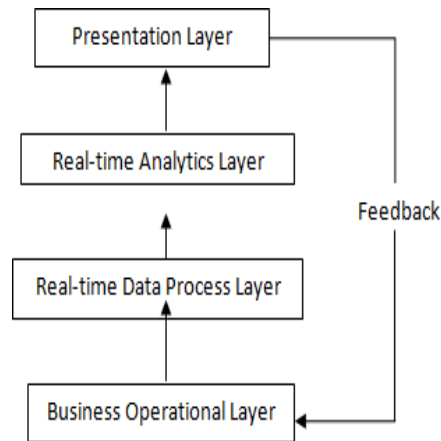 Presentation Layer
Real-time Analytics Layer
Feedback
Real-time Data Process Layer
Business Operational Layer